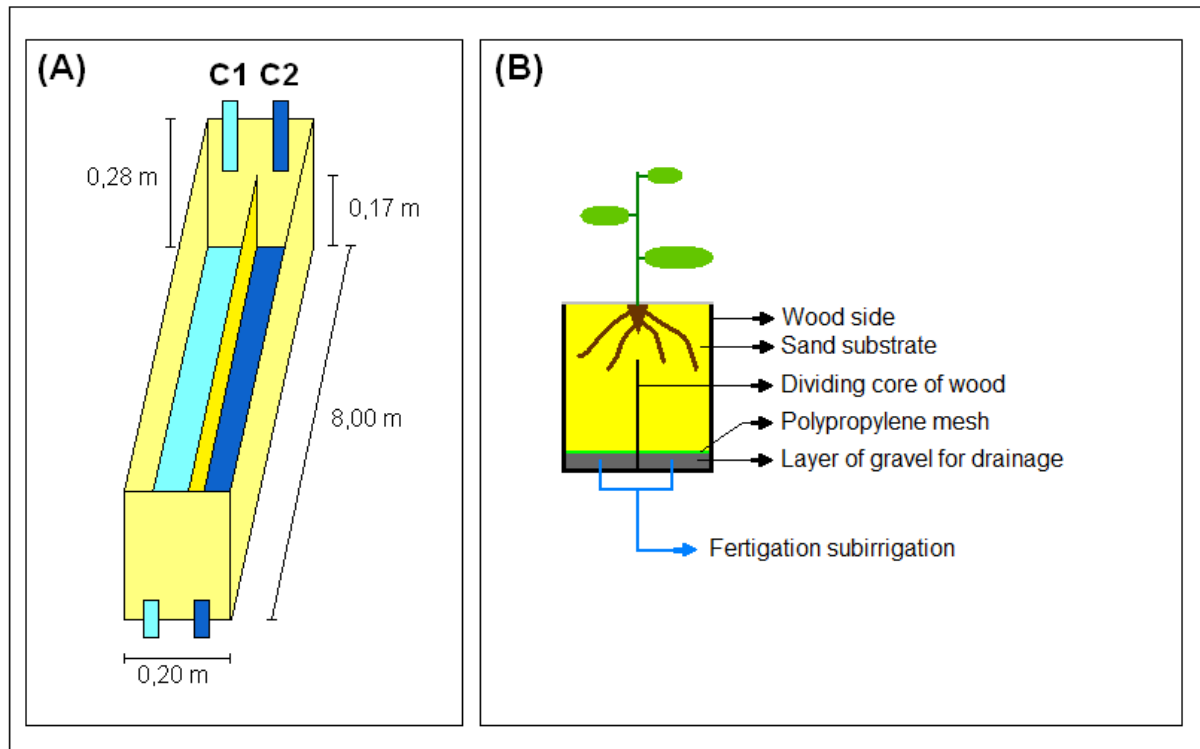 (A)
C1 C2
0,28 m
0,17 m
8,00 m
0,20 m
(B)
Wood side
Sand substrate
Dividing core of wood
Polypropylene mesh
Layer of gravel for drainage
Fertigation subirrigation